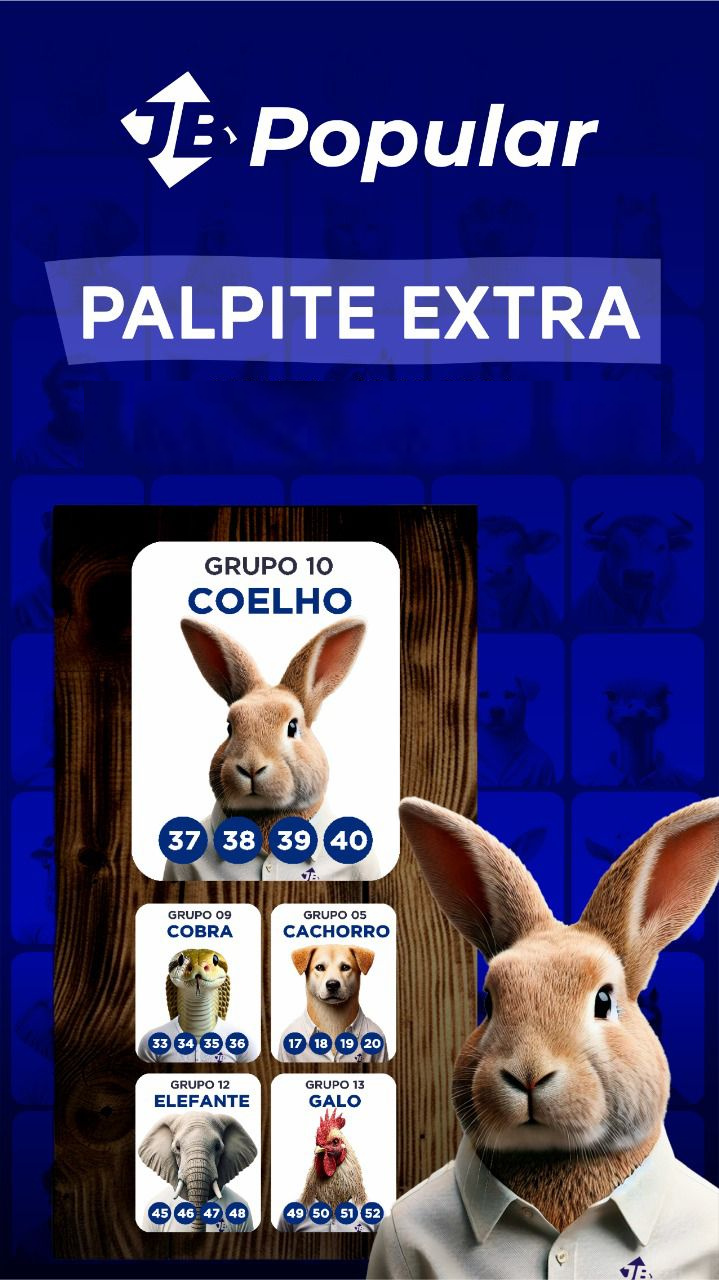 JB Popular
PALPITE EXTRA
GRUPO 10
COELHO
37 38 39 40
GRUPO 09
COBRA
33 34 35 36
GRUPO 05
CACHORRO
17 18 19 20
GRUPO 12
ELEFANTE
45 46 47 48
GRUPO 13
GALO
49 50 51 52
JB